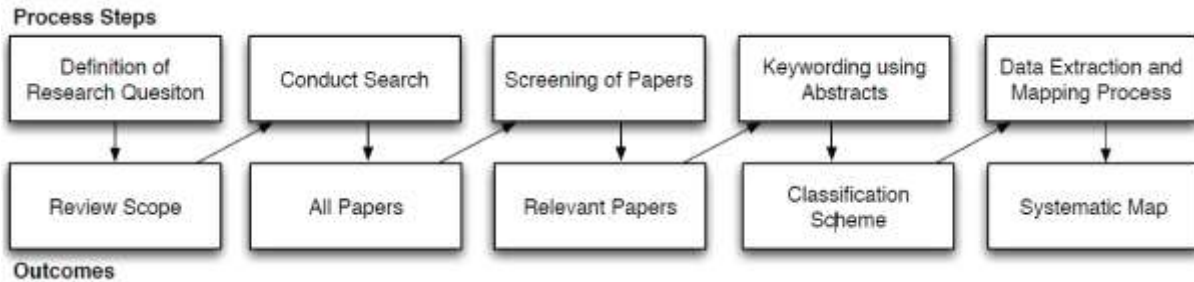 Process Steps
Definition of
Research Quesiton
Conduct Search
Screening of Papers
Keywording using
Abstracts
Data Extraction and
Mapping Process
Review Scope
All Papers
Relevant Papers
Classification
Scheme
Systematic Map
Outcomes